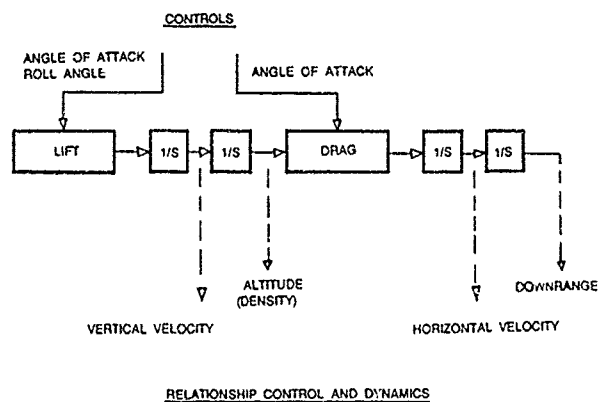 CONTROLS
ANGLE OF ATTACK
ROLL ANGLE
ANGLE OF ATTACK
LIFT
1/S
1/S
DRAG
1/S
1/S
ALTITUDE
(DENSITY)
DOWNRANGE
VERTICAL VELOCITY
HORIZONTAL VELOCITY
RELATIONSHIP CONTROL AND DYNAMICS